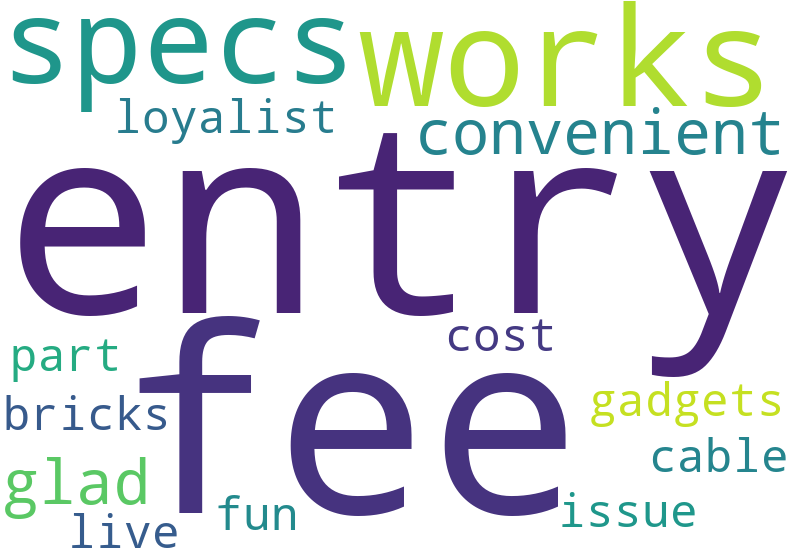 specs works
loyalist convenient
entry
fee
cost
part
bricks
gadgets
glad
cable
fun
issue
live